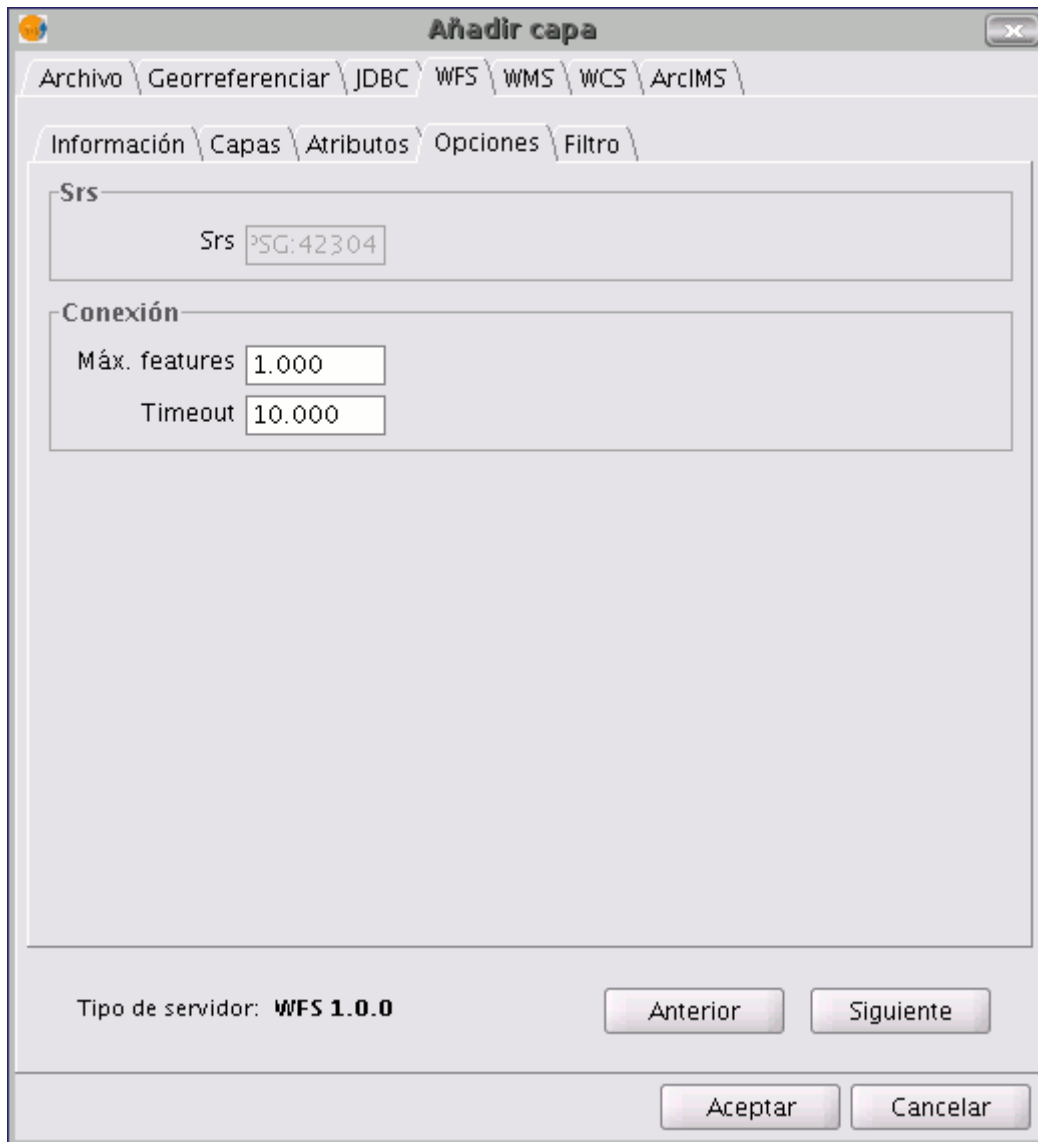 Añadir capa
Archivo Georreferenciar JDBC WFS WMS WCS ArcIMS
Información Capas Atributos Opciones Filtro
Srs
Srs PSG:42304
Conexión
Máx. features 1.000
Timeout 10.000
Tipo de servidor: WFS 1.0.0 Anterior Siguiente
Aceptar Cancelar